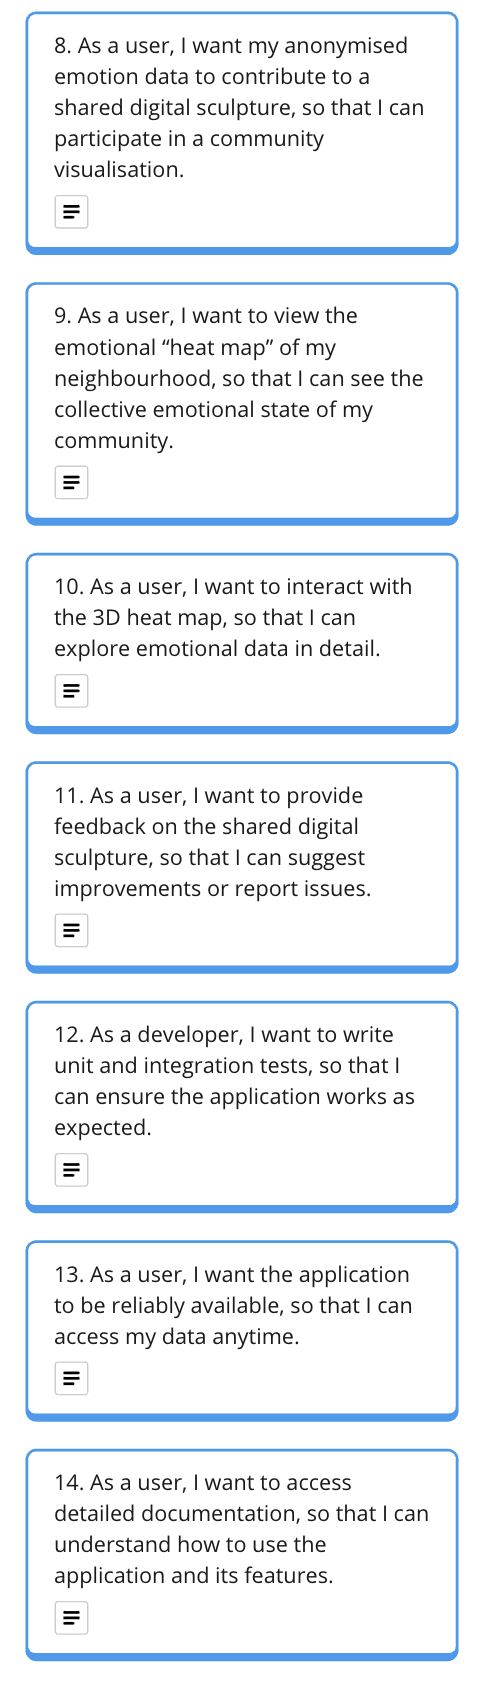 8. As a user, I want my anonymised
emotion data to contribute to a
shared digital sculpture, so that I can
participate in a community
visualisation.
9. As a user, I want to view the
emotional “heat map” of my
neighbourhood, so that I can see the
collective emotional state of my
community.
10. As a user, I want to interact with
the 3D heat map, so that I can
explore emotional data in detail.
11. As a user, I want to provide
feedback on the shared digital
sculpture, so that I can suggest
improvements or report issues.
12. As a developer, I want to write
unit and integration tests, so that I
can ensure the application works as
expected.
13. As a user, I want the application
to be reliably available, so that I can
access my data anytime.
14. As a user, I want to access
detailed documentation, so that I can
understand how to use the
application and its features.